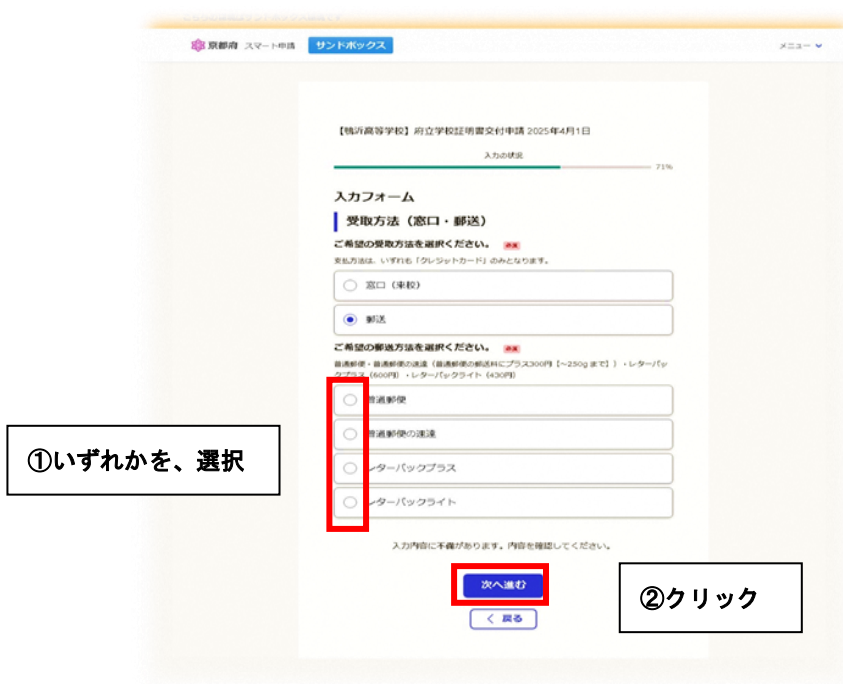 京都府 スマート申請 サンドボックス メニュー
【鴨沂高等学校】府立学校証明書交付申請 2025年4月1日
入力の状況
71%
入力フォーム
受取方法（窓口・郵送）
ご希望の受取方法を選択ください。 必須
支払方法は、いずれも「クレジットカード」のみとなります。
窓口（来校）
郵送
ご希望の郵送方法を選択ください。 必須
普通郵便・普通郵便の速達（普通郵便の郵送料にプラス300円【～250gまで】）・レターパッ
クプラス（600円）・レターパックライト（430円）
普通郵便
普通郵便の速達
レターパックプラス
レターパックライト
①いずれかを、選択
入力内容に不備があります。内容を確認してください。
次へ進む
②クリック
戻る